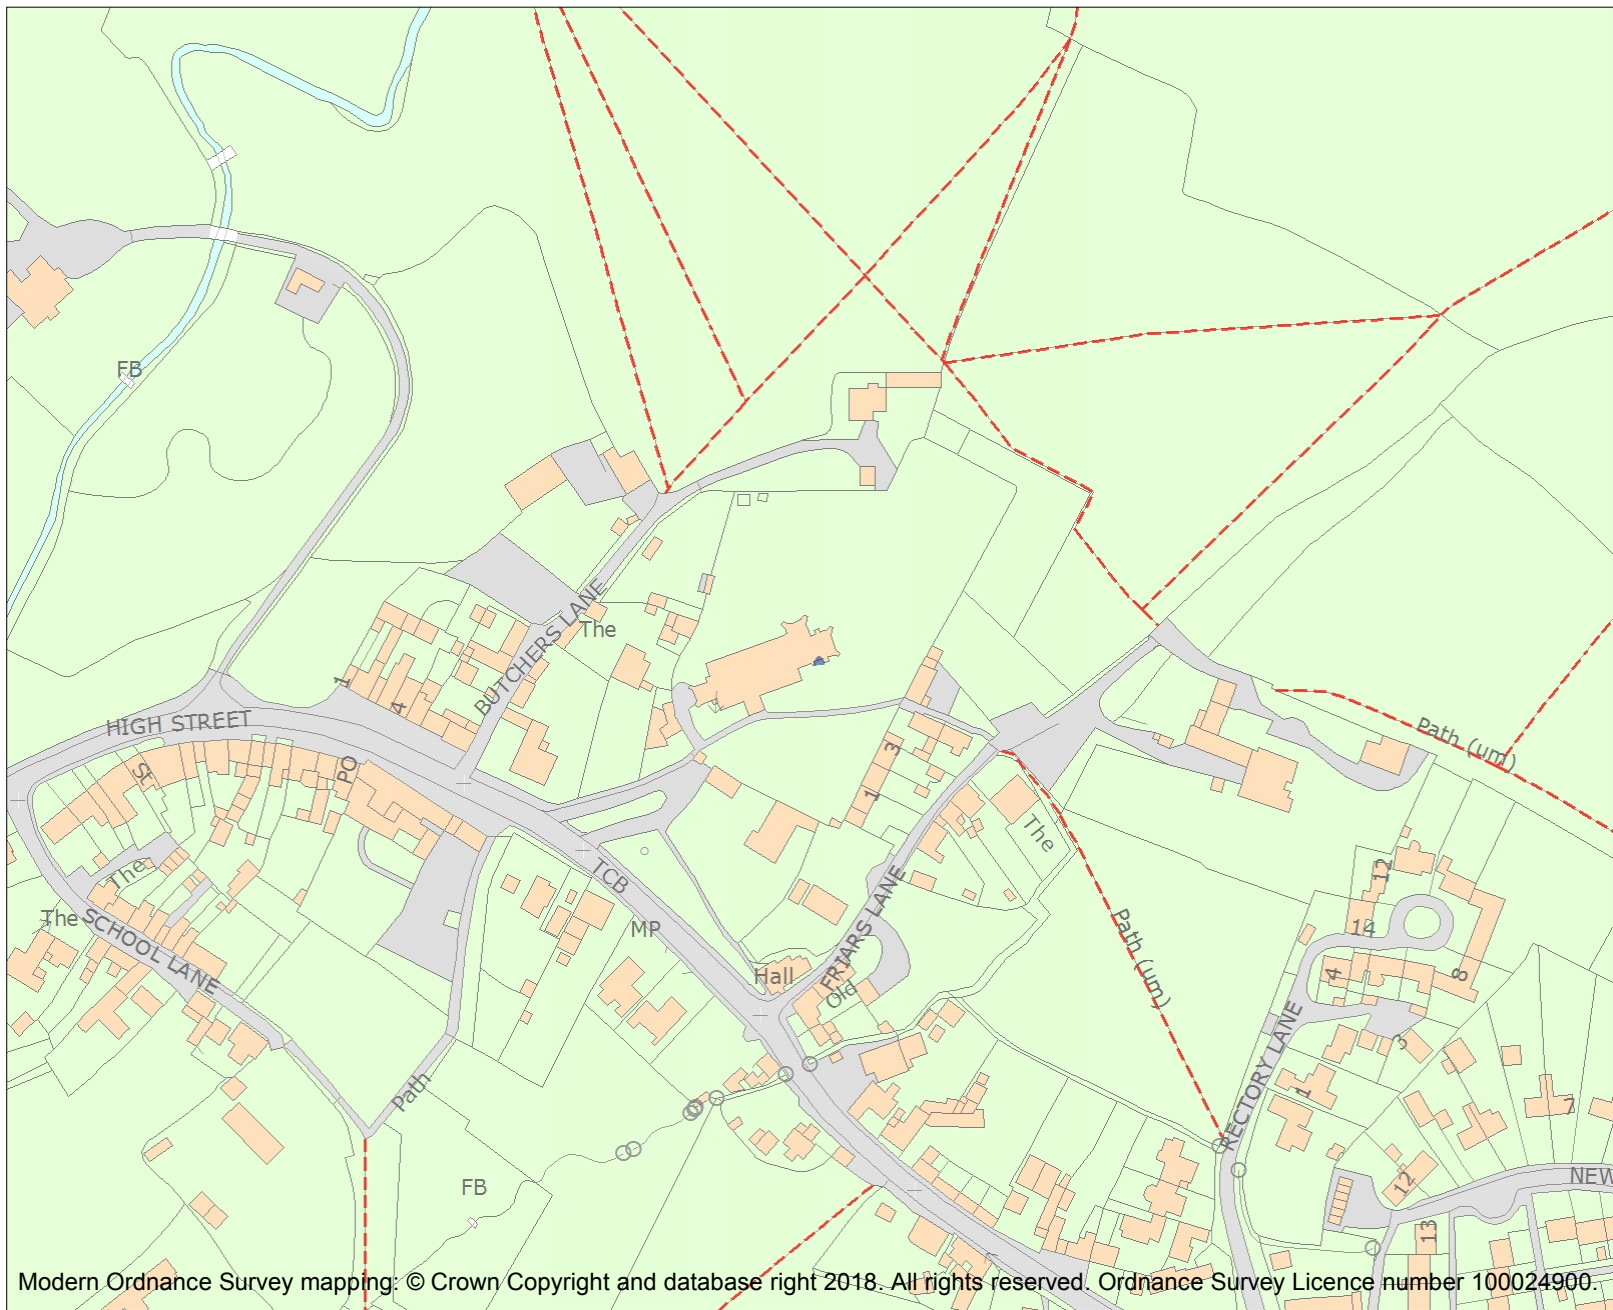 FB
The
BUTCHERS LANE
1
4
HIGH STREET
St
PO
3
1
Path (um)
The
The
TCB
The
SCHOOL LANE
MP
FRIARS LANE
Hall
Old
12
14
4
8
Path (um)
RECTORY LANE
3
1
7
Path
FB
12
NEW
13
Modern Ordnance Survey mapping: © Crown Copyright and database right 2018. All rights reserved. Ordnance Survey Licence number 100024900.